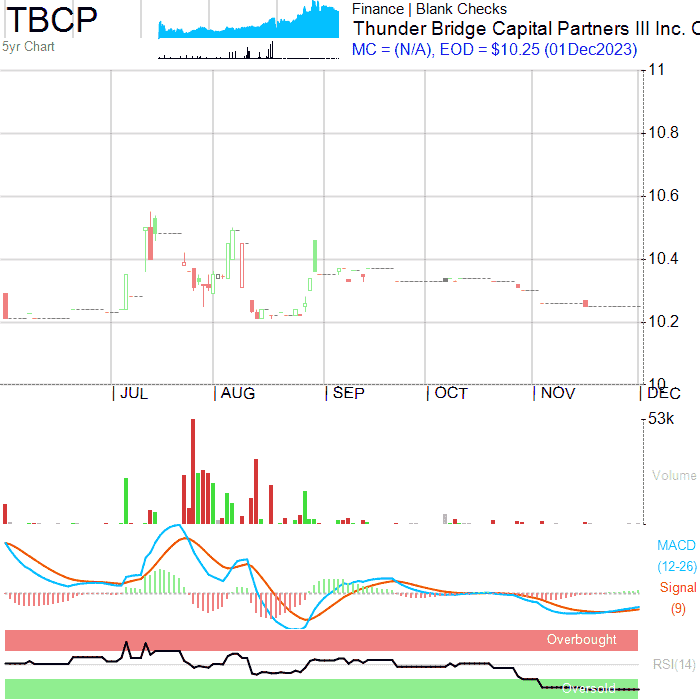 TBCP
5yr Chart
Finance | Blank Checks
Thunder Bridge Capital Partners III Inc. C
MC = (N/A), EOD = $10.25 (01Dec2023)
11
10.8
10.6
10.4
10.2
10
JUL AUG SEP OCT NOV DEC
53k
Volume
MACD
(12-26)
Signal
(9)
Overbought
RSI(14)
Oversold